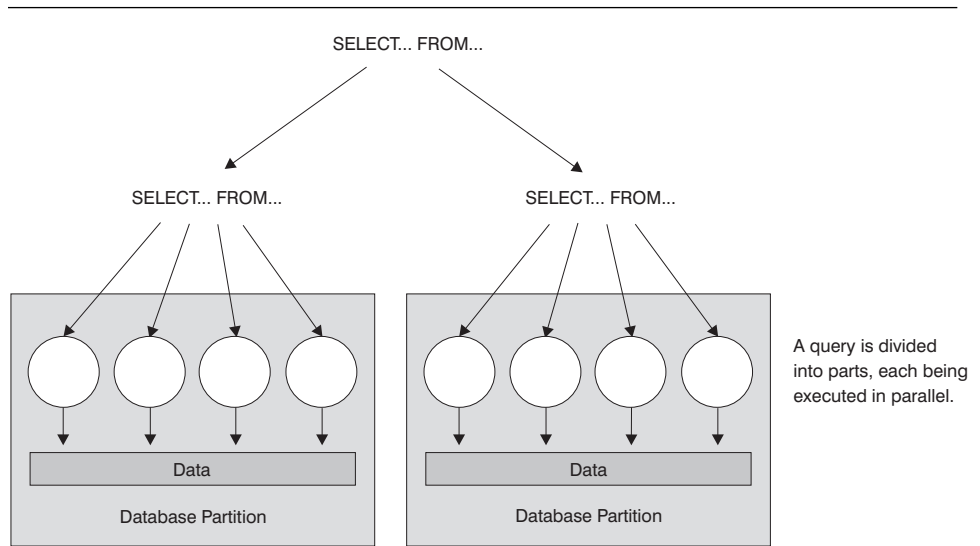 SELECT... FROM...
SELECT... FROM...
SELECT... FROM...
A query is divided
into parts, each being
executed in parallel.
Data
Data
Database Partition
Database Partition